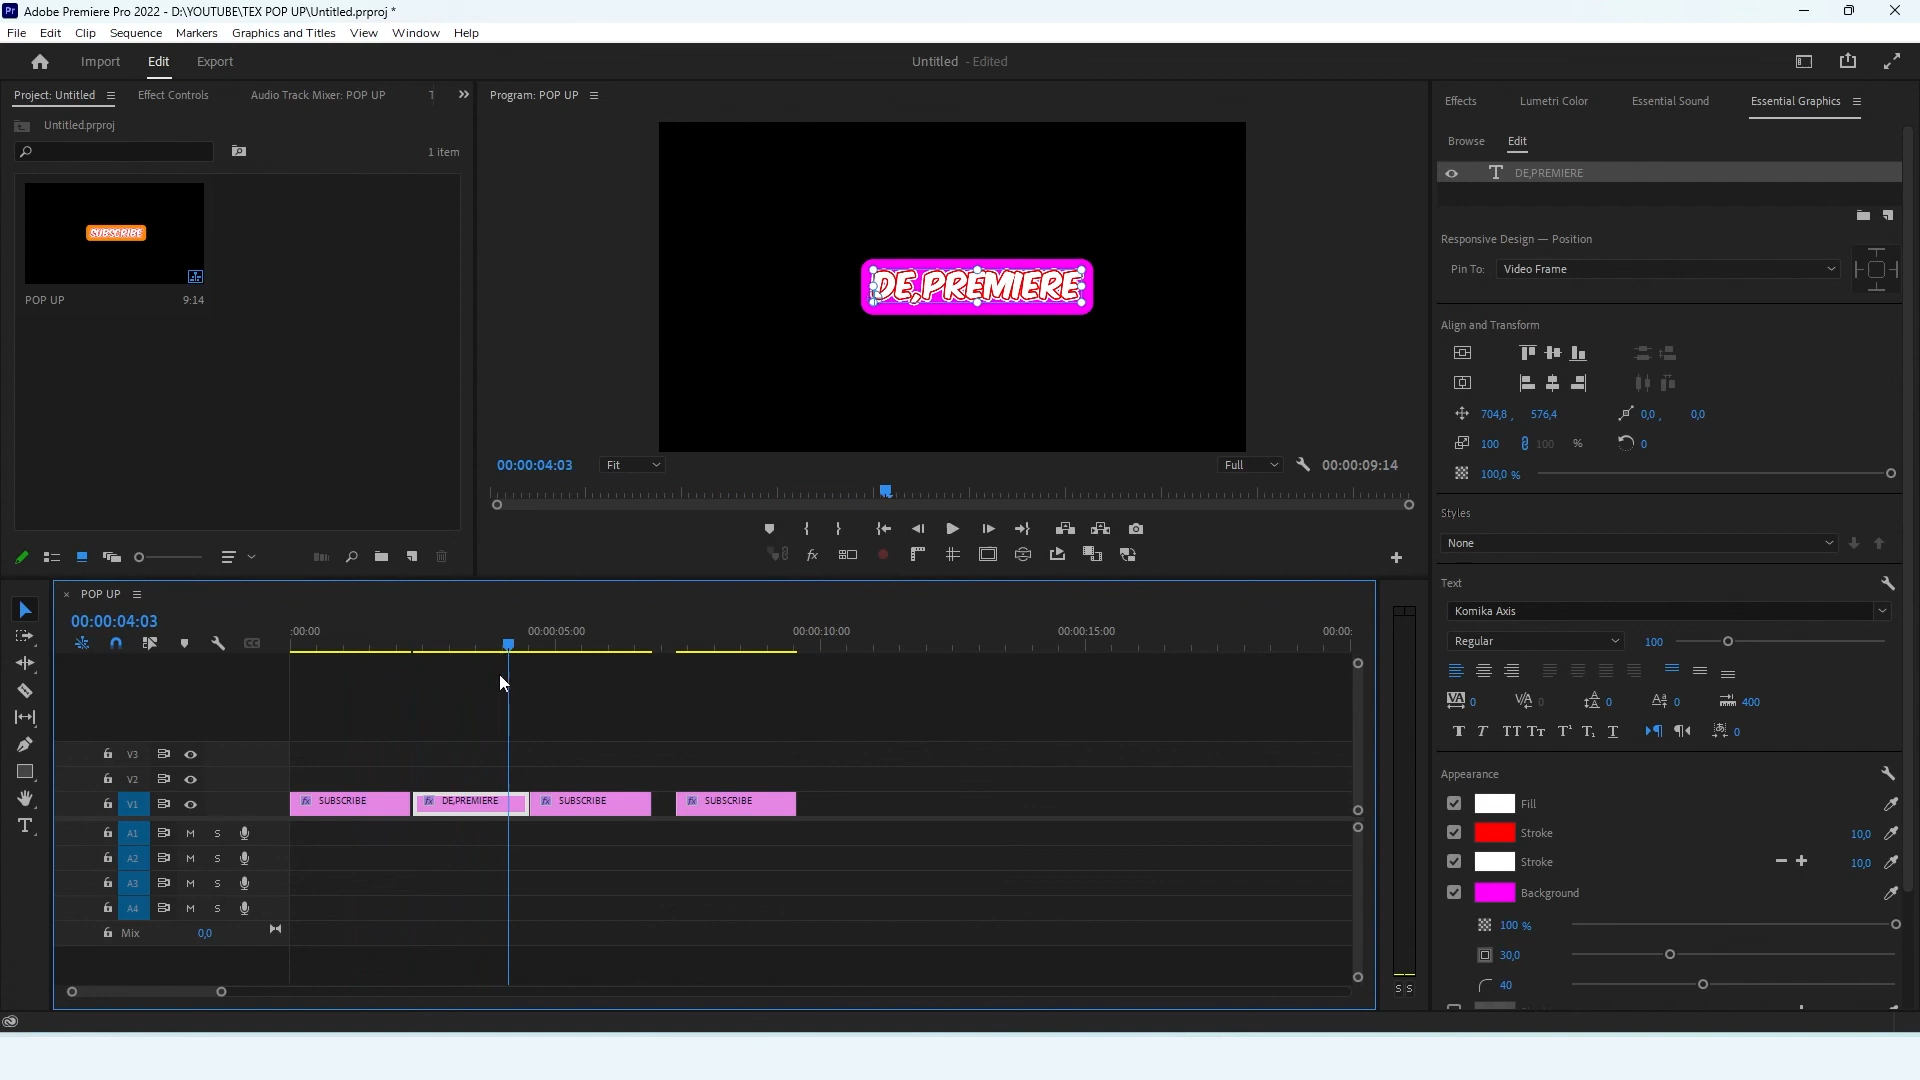 Adobe Premiere Pro 2022 - D:\YOUTUBE\TEX POP UP\Untitled.prproj *
File Edit Clip Sequence Markers Graphics and Titles View Window Help
Import Edit Export
Untitled - Edited
Project: Untitled Effect Controls Audio Track Mixer: POP UP
Untitled.prproj
1 item
SUBSCRIBE
POP UP 9:14
Program: POP UP
DE,PREMIERE
00:00:04:03 Fit Full 00:00:09:14
Effects Lumetri Color Essential Sound Essential Graphics
Browse Edit
DE,PREMIERE
Responsive Design — Position
Pin To: Video Frame
Align and Transform
704,8 , 576,4 0,0 , 0,0
100 100 % 0
100,0 %
Styles
None
Text
Komika Axis
Regular 100
0 0 0 0 400
0
Appearance
Fill
Stroke 10,0
Stroke 10,0
Background
100 %
30,0
40
POP UP
00:00:04:03
:00:00 00:00:05:00 00:00:10:00 00:00:15:00 00:00:
V3
V2
V1 SUBSCRIBE DE,PREMIERE SUBSCRIBE SUBSCRIBE
A1 M S
A2 M S
A3 M S
A4 M S
Mix 0,0
S S